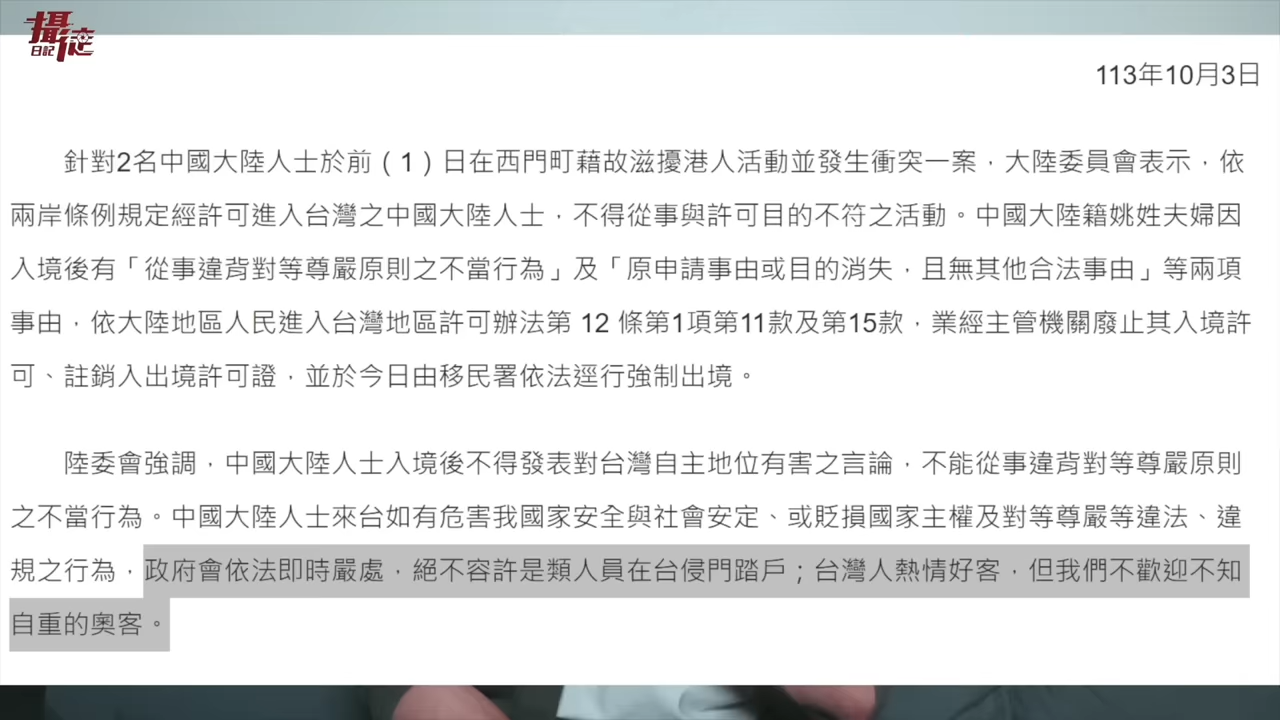 攝徒
日記
113年10月3日
針對2名中國大陸人士於前（1）日在西門町藉故滋擾港人活動並發生衝突一案，大陸委員會表示，依
兩岸條例規定經許可進入台灣之中國大陸人士，不得從事與許可目的不符之活動。中國大陸籍姚姓夫婦因
入境後有「從事違背對等尊嚴原則之不當行為」及「原申請事由或目的消失，且無其他合法事由」等兩項
事由，依大陸地區人民進入台灣地區許可辦法第 12 條第1項第11款及第15款，業經主管機關廢止其入境許
可、註銷入出境許可證，並於今日由移民署依法逕行強制出境。
陸委會強調，中國大陸人士入境後不得發表對台灣自主地位有害之言論，不能從事違背對等尊嚴原則
之不當行為。中國大陸人士來台如有危害我國家安全與社會安定、或貶損國家主權及對等尊嚴等違法、違
規之行為，政府會依法即時嚴處，絕不容許是類人員在台侵門踏戶；台灣人熱情好客，但我們不歡迎不知
自重的奧客。